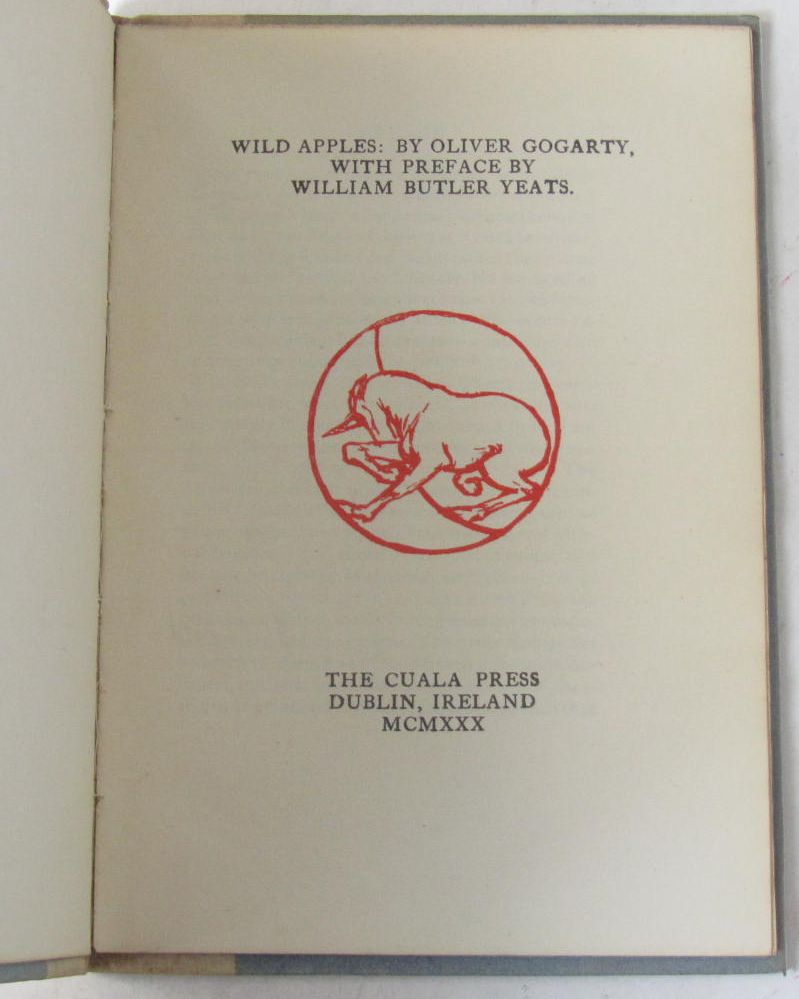 WILD APPLES: BY OLIVER GOGARTY,
WITH PREFACE BY
WILLIAM BUTLER YEATS.
THE CUALA PRESS
DUBLIN, IRELAND
MCMXXX